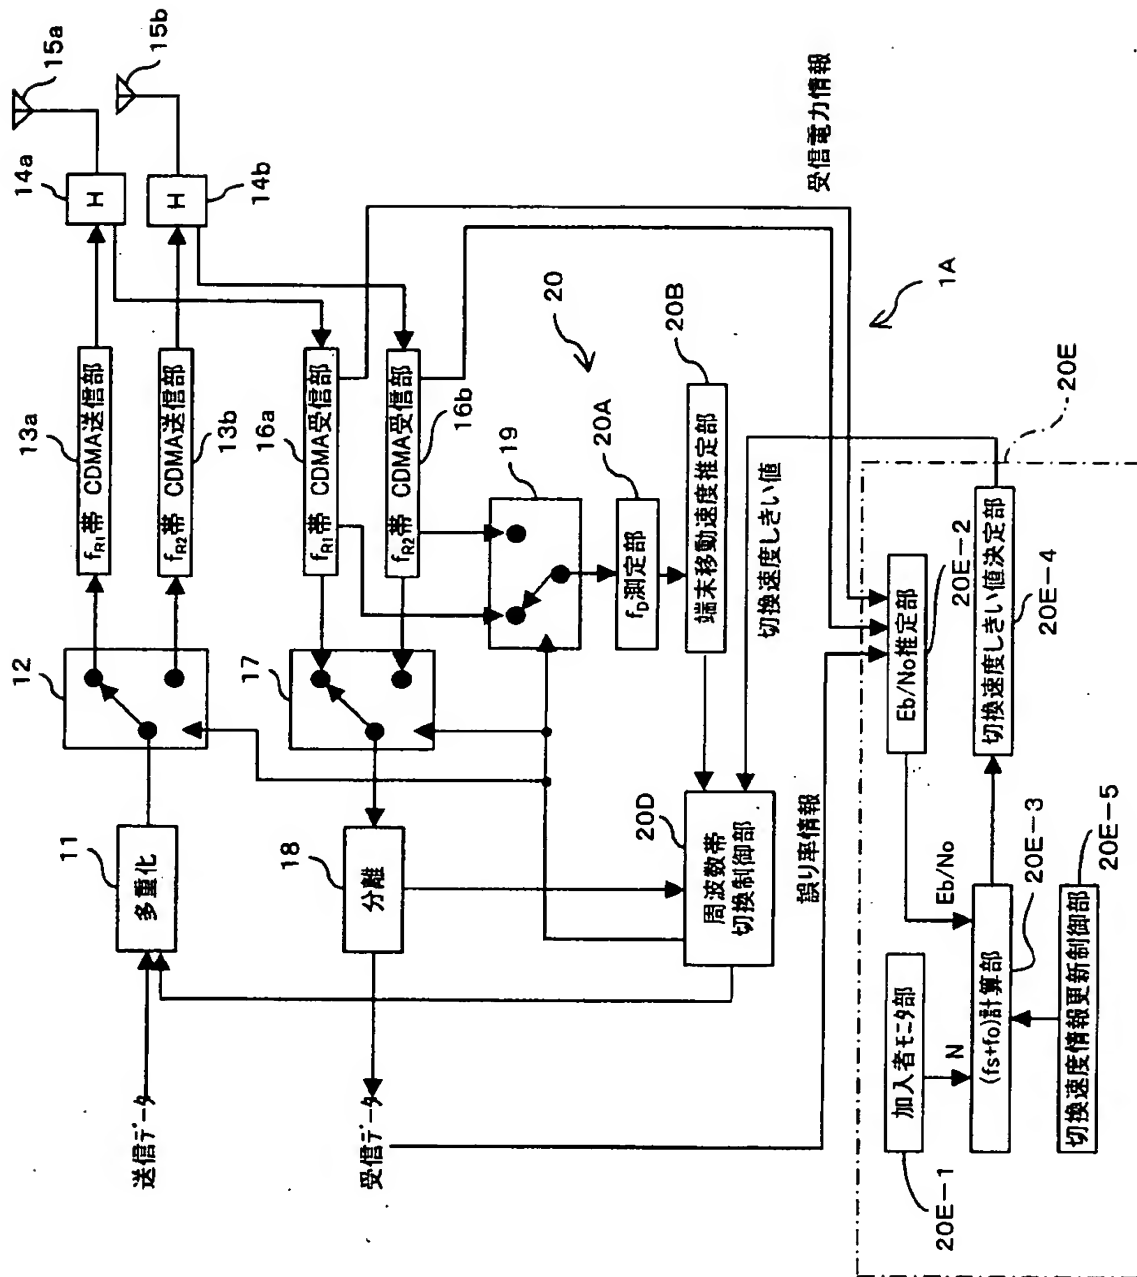 送信データ
11
多重化
12
13a
fR1帯 CDMA送信部
fR2帯 CDMA送信部
13b
14a
H
H
14b
15a
15b
受信データ
18
分離
17
16a
fR1帯 CDMA受信部
fR2帯 CDMA受信部
16b
19
20
20A
fD測定部
20B
端末移動速度推定部
20D
周波数帯
切換制御部
切換速度しきい値
受信電力情報
誤り率情報
1A
20E
20E-1
加入者モニタ部
N
Eb/No
Eb/No推定部
20E-2
(fs+fo)計算部
20E-3
切換速度しきい値決定部
20E-4
切換速度情報更新制御部
20E-5